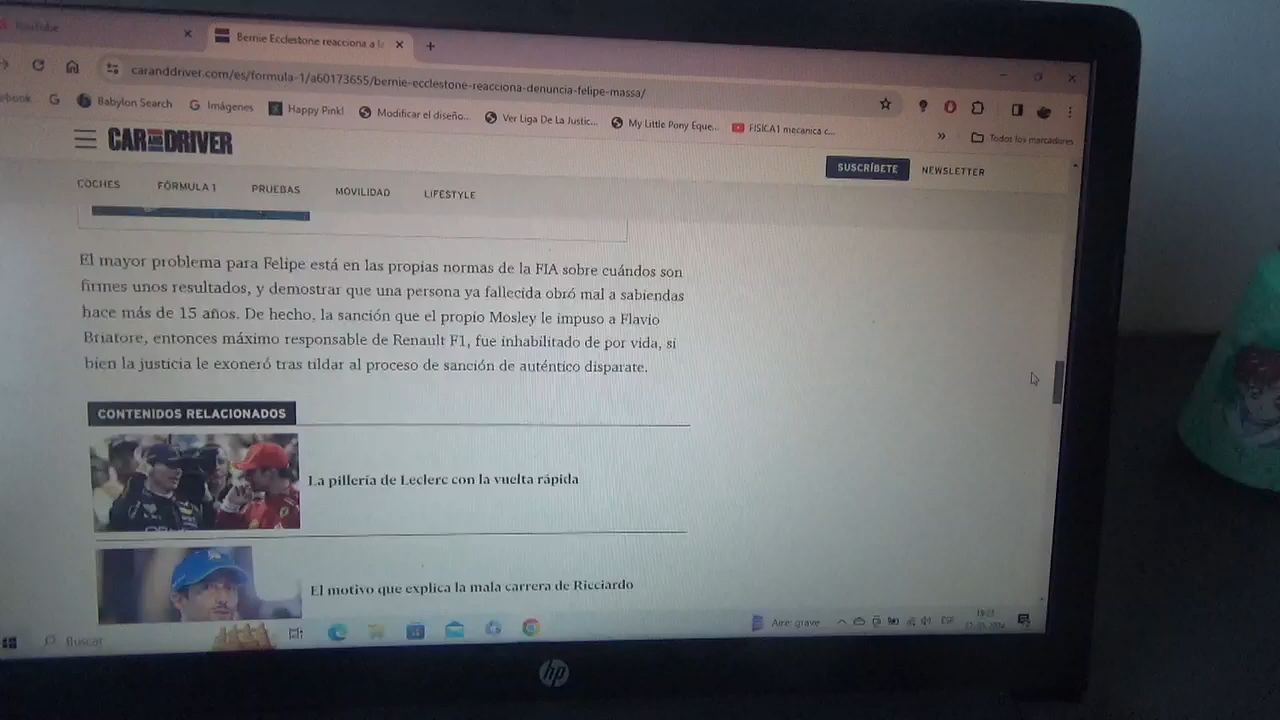 YouTube
Bernie Ecclestone reacciona a la
caranddriver.com/es/formula-1/a60173655/bernie-ecclestone-reacciona-denuncia-felipe-massa/
ebook
Babylon Search
Imágenes
Happy Pink!
Modificar el diseño...
Ver Liga De La Justic...
My Little Pony Eque...
FISICA1 mecanica c...
»
Todos los marcadores
CAR AND DRIVER
SUSCRÍBETE
NEWSLETTER
COCHES
FÓRMULA 1
PRUEBAS
MOVILIDAD
LIFESTYLE
El mayor problema para Felipe está en las propias normas de la FIA sobre cuándos son
firmes unos resultados, y demostrar que una persona ya fallecida obró mal a sabiendas
hace más de 15 años. De hecho, la sanción que el propio Mosley le impuso a Flavio
Briatore, entonces máximo responsable de Renault F1, fue inhabilitado de por vida, si
bien la justicia le exoneró tras tildar al proceso de sanción de auténtico disparate.
CONTENIDOS RELACIONADOS
La pillería de Leclerc con la vuelta rápida
El motivo que explica la mala carrera de Ricciardo
Buscar
Aire: grave
ESP
hp